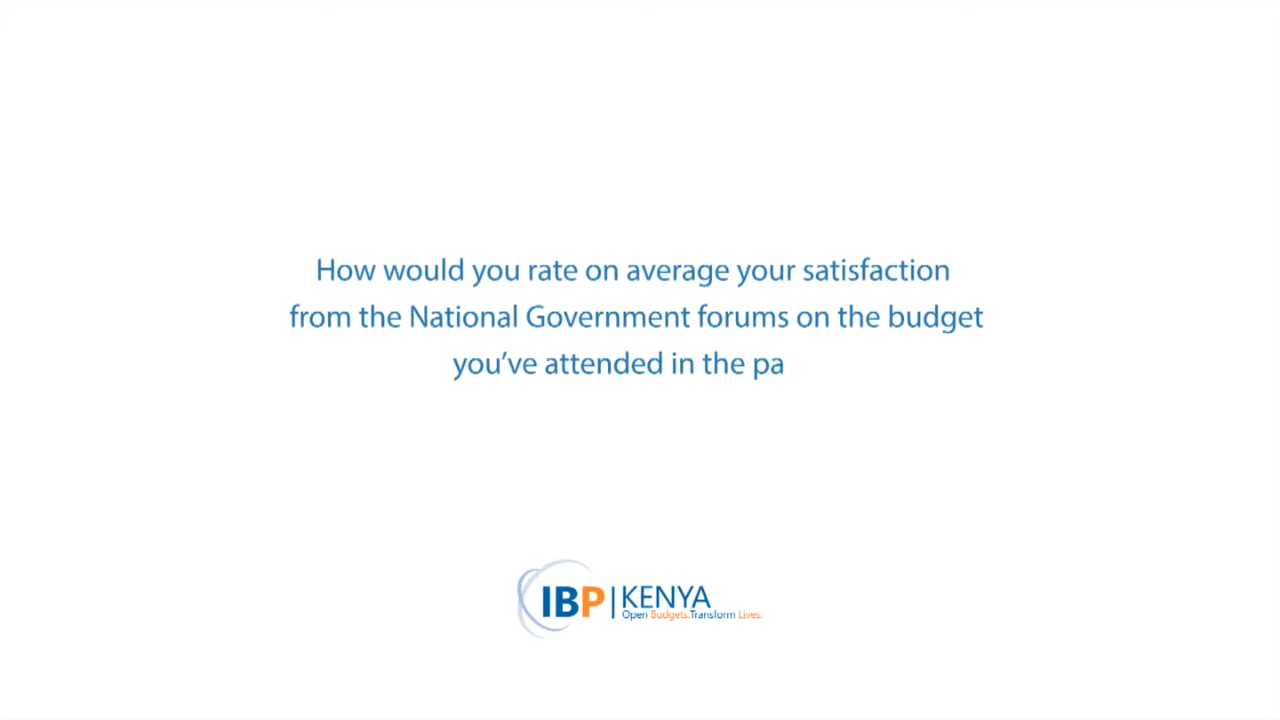 How would you rate on average your satisfaction
from the National Government forums on the budget
you've attended in the pa
IBP | KENYA
Open Budgets.Transform Lives.